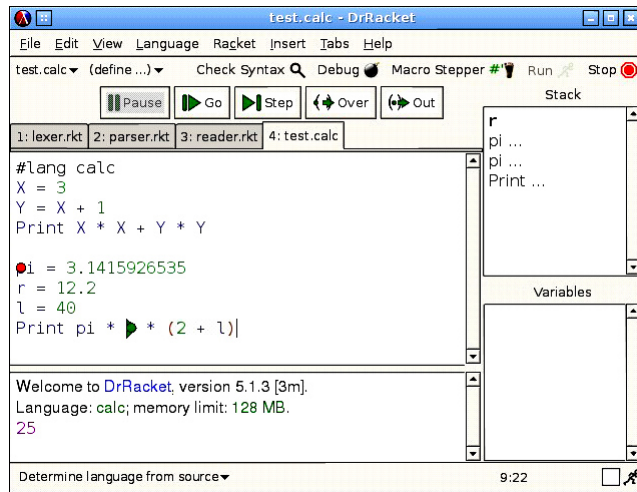 test.calc - DrRacket
File Edit View Language Racket Insert Tabs Help
test.calc (define ...) Check Syntax Debug Macro Stepper #' Run Stop
Pause Go Step Over Out
Stack
1: lexer.rkt 2: parser.rkt 3: reader.rkt 4: test.calc
r
pi ...
pi ...
Print ...
#lang calc
X = 3
Y = X + 1
Print X * X + Y * Y
i = 3.1415926535
r = 12.2
l = 40
Print pi * * (2 + l)
Variables
Welcome to DrRacket, version 5.1.3 [3m].
Language: calc; memory limit: 128 MB.
25
Determine language from source 9:22